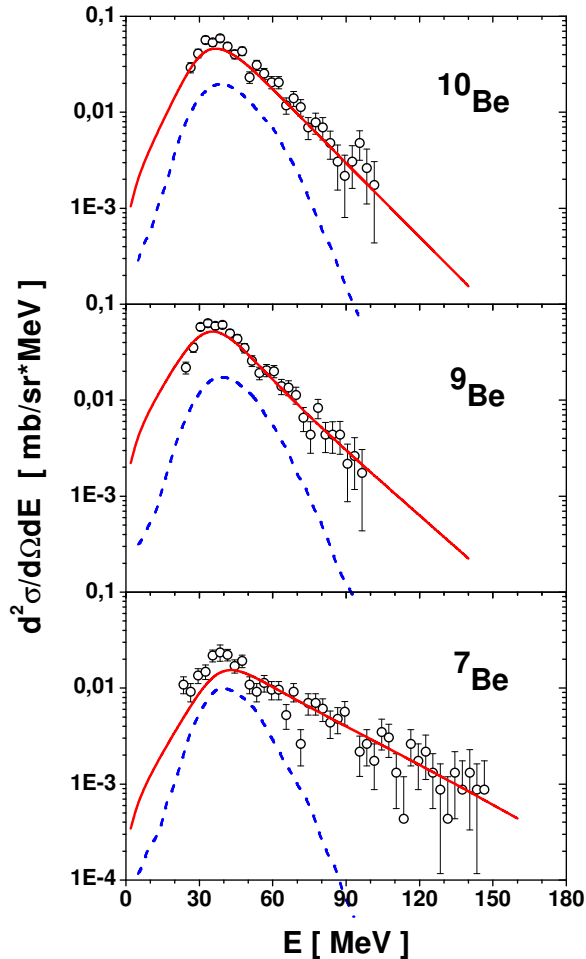 0,1
10Be
0,01
1E-3
0,1
9Be
0,01
1E-3
0,1
7Be
0,01
1E-3
1E-4
0 30 60 90 120 150 180
E [ MeV ]
d²σ/dΩdE [ mb/sr*MeV ]